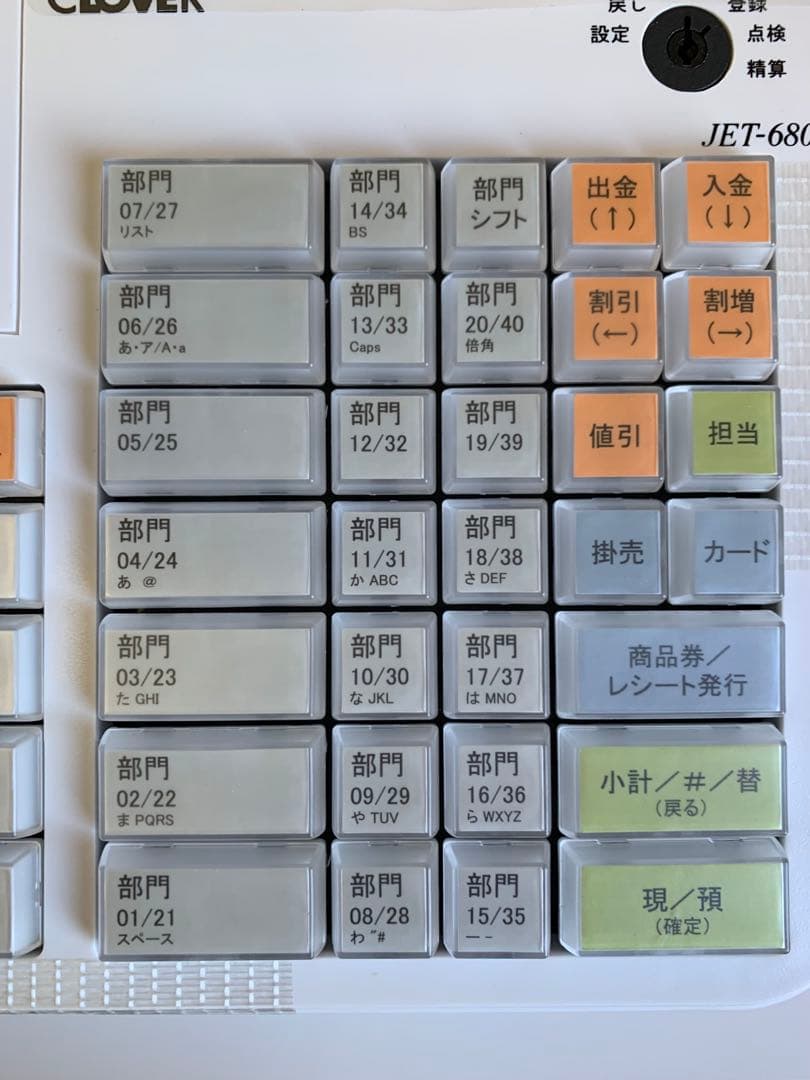 CLOVER
戻し 登録
設定 点検
精算
JET-680
部門
07/27
リスト
部門
14/34
BS
部門
シフト
出金
(↑)
入金
(↓)
部門
06/26
あ・ア/A・a
部門
13/33
Caps
部門
20/40
倍角
割引
(←)
割増
(→)
部門
05/25
部門
12/32
部門
19/39
値引
担当
部門
04/24
あ @
部門
11/31
か ABC
部門
18/38
さ DEF
掛売
カード
部門
03/23
た GHI
部門
10/30
な JKL
部門
17/37
は MNO
商品券/
レシート発行
部門
02/22
ま PQRS
部門
09/29
や TUV
部門
16/36
ら WXYZ
小計/#/替
(戻る)
部門
01/21
スペース
部門
08/28
わ ゛#
部門
15/35
ー -
現/預
(確定)